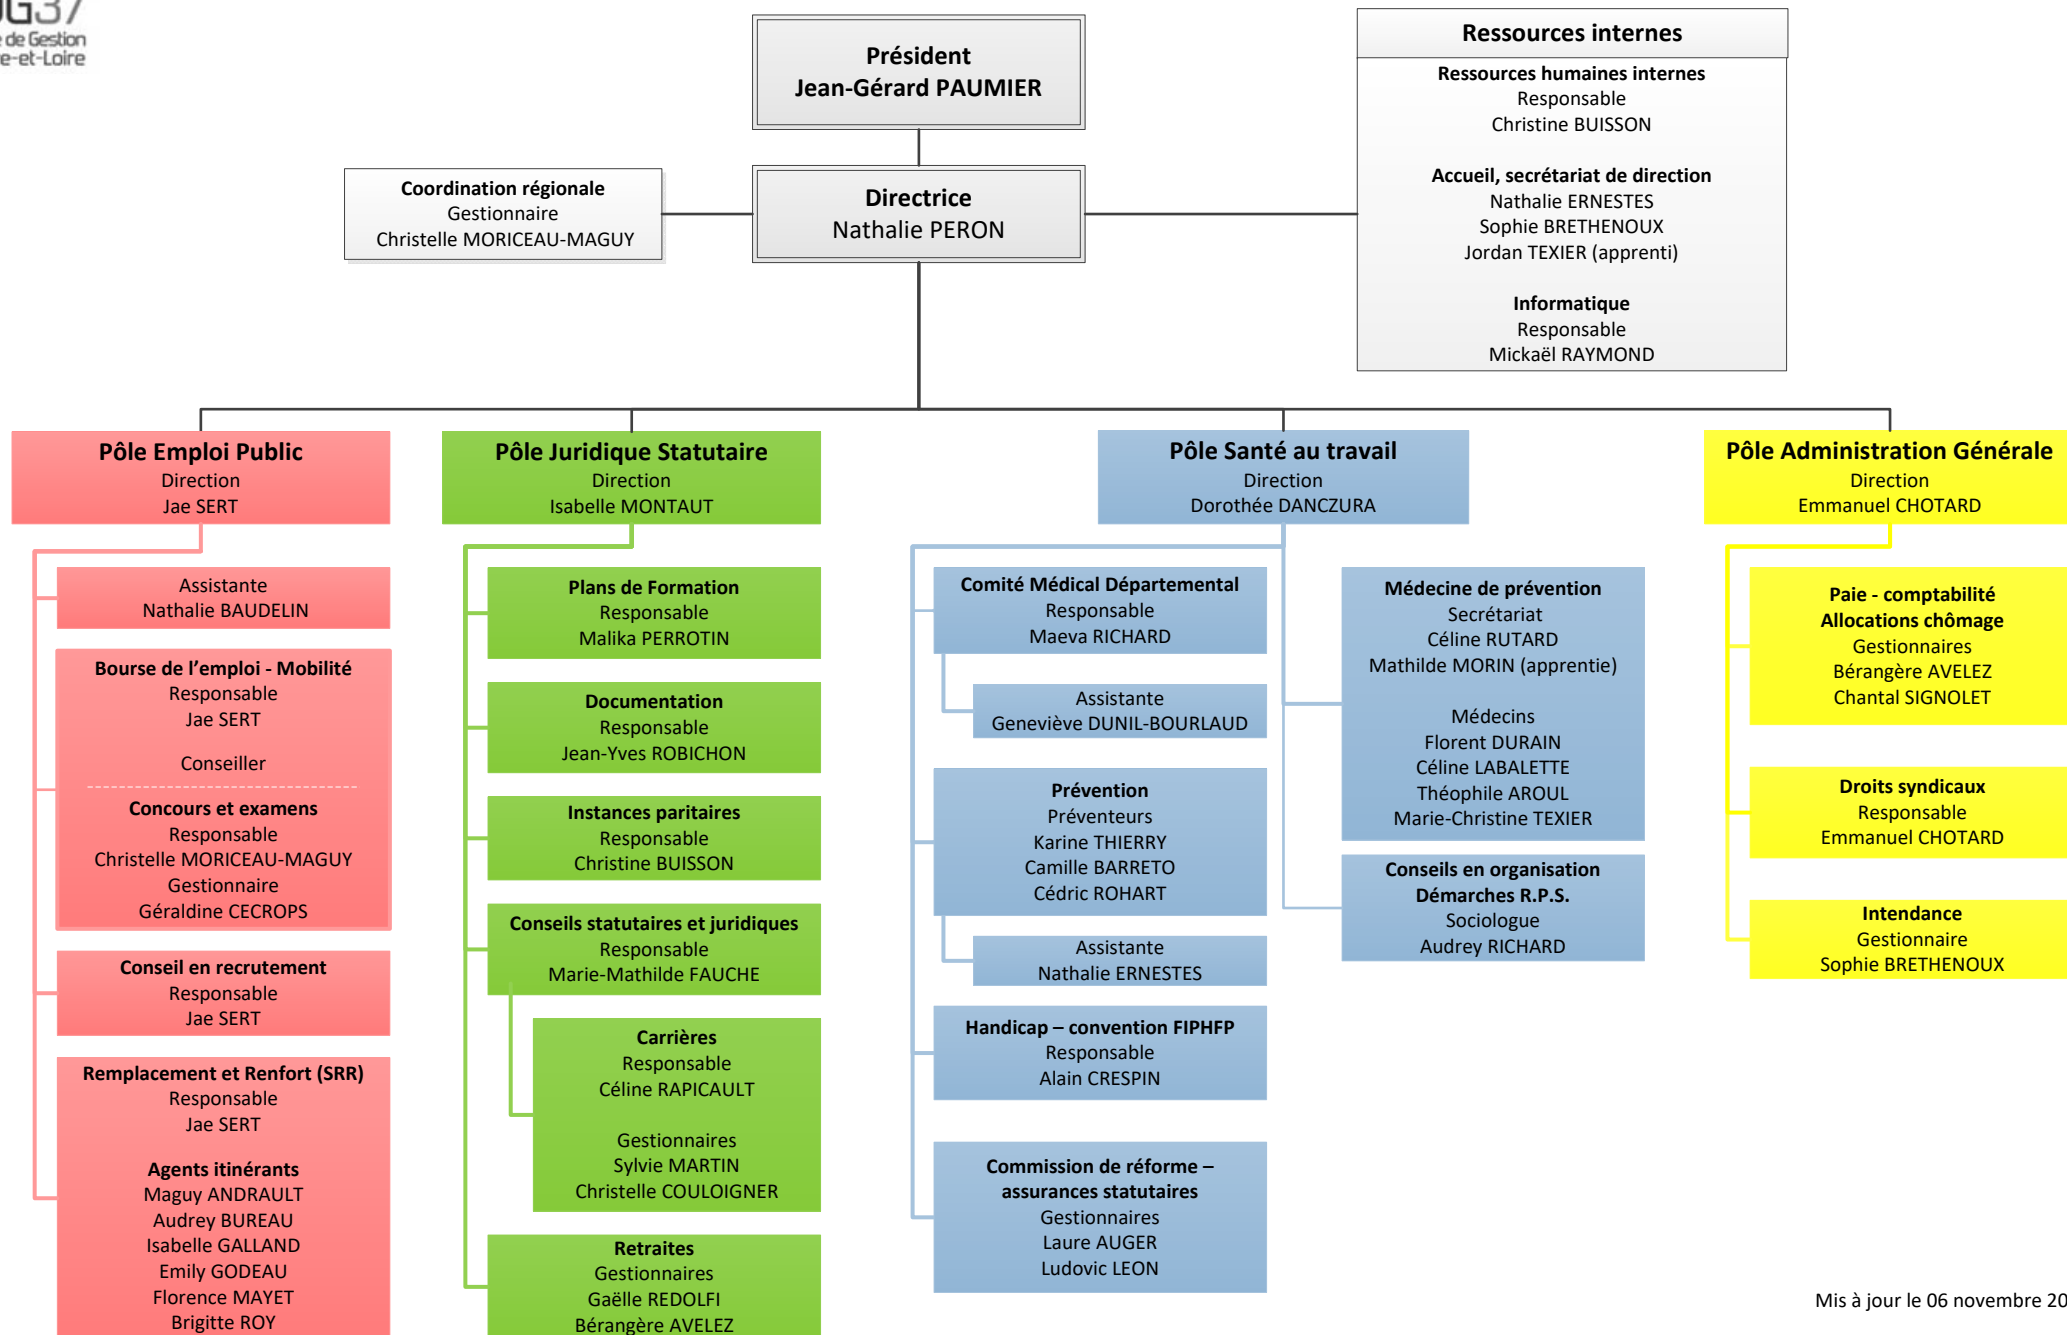 de Gestion
e-et-Loire
Président
Jean-Gérard PAUMIER
Directrice
Nathalie PERON
Coordination régionale
Gestionnaire
Christelle MORICEAU-MAGUY
Ressources internes
Ressources humaines internes
Responsable
Christine BUISSON
Accueil, secrétariat de direction
Nathalie ERNESTES
Sophie BRETHENOUX
Jordan TEXIER (apprenti)
Informatique
Responsable
Mickaël RAYMOND
Pôle Emploi Public
Direction
Jae SERT
Assistante
Nathalie BAUDELIN
Bourse de l’emploi - Mobilité
Responsable
Jae SERT
Conseiller
Concours et examens
Responsable
Christelle MORICEAU-MAGUY
Gestionnaire
Géraldine CECROPS
Conseil en recrutement
Responsable
Jae SERT
Remplacement et Renfort (SRR)
Responsable
Jae SERT
Agents itinérants
Maguy ANDRAULT
Audrey BUREAU
Isabelle GALLAND
Emily GODEAU
Florence MAYET
Brigitte ROY
Pôle Juridique Statutaire
Direction
Isabelle MONTAUT
Plans de Formation
Responsable
Malika PERROTIN
Documentation
Responsable
Jean-Yves ROBICHON
Instances paritaires
Responsable
Christine BUISSON
Conseils statutaires et juridiques
Responsable
Marie-Mathilde FAUCHE
Carrières
Responsable
Céline RAPICAULT
Gestionnaires
Sylvie MARTIN
Christelle COULOIGNER
Retraites
Gestionnaires
Gaëlle REDOLFI
Bérangère AVELEZ
Pôle Santé au travail
Direction
Dorothée DANCZURA
Comité Médical Départemental
Responsable
Maeva RICHARD
Assistante
Geneviève DUNIL-BOURLAUD
Prévention
Préventeurs
Karine THIERRY
Camille BARRETO
Cédric ROHART
Assistante
Nathalie ERNESTES
Handicap – convention FIPHFP
Responsable
Alain CRESPIN
Commission de réforme –
assurances statutaires
Gestionnaires
Laure AUGER
Ludovic LEON
Médecine de prévention
Secrétariat
Céline RUTARD
Mathilde MORIN (apprentie)
Médecins
Florent DURAIN
Céline LABALETTE
Théophile AROUL
Marie-Christine TEXIER
Conseils en organisation
Démarches R.P.S.
Sociologue
Audrey RICHARD
Pôle Administration Générale
Direction
Emmanuel CHOTARD
Paie - comptabilité
Allocations chômage
Gestionnaires
Bérangère AVELEZ
Chantal SIGNOLET
Droits syndicaux
Responsable
Emmanuel CHOTARD
Intendance
Gestionnaire
Sophie BRETHENOUX
Mis à jour le 06 novembre 20